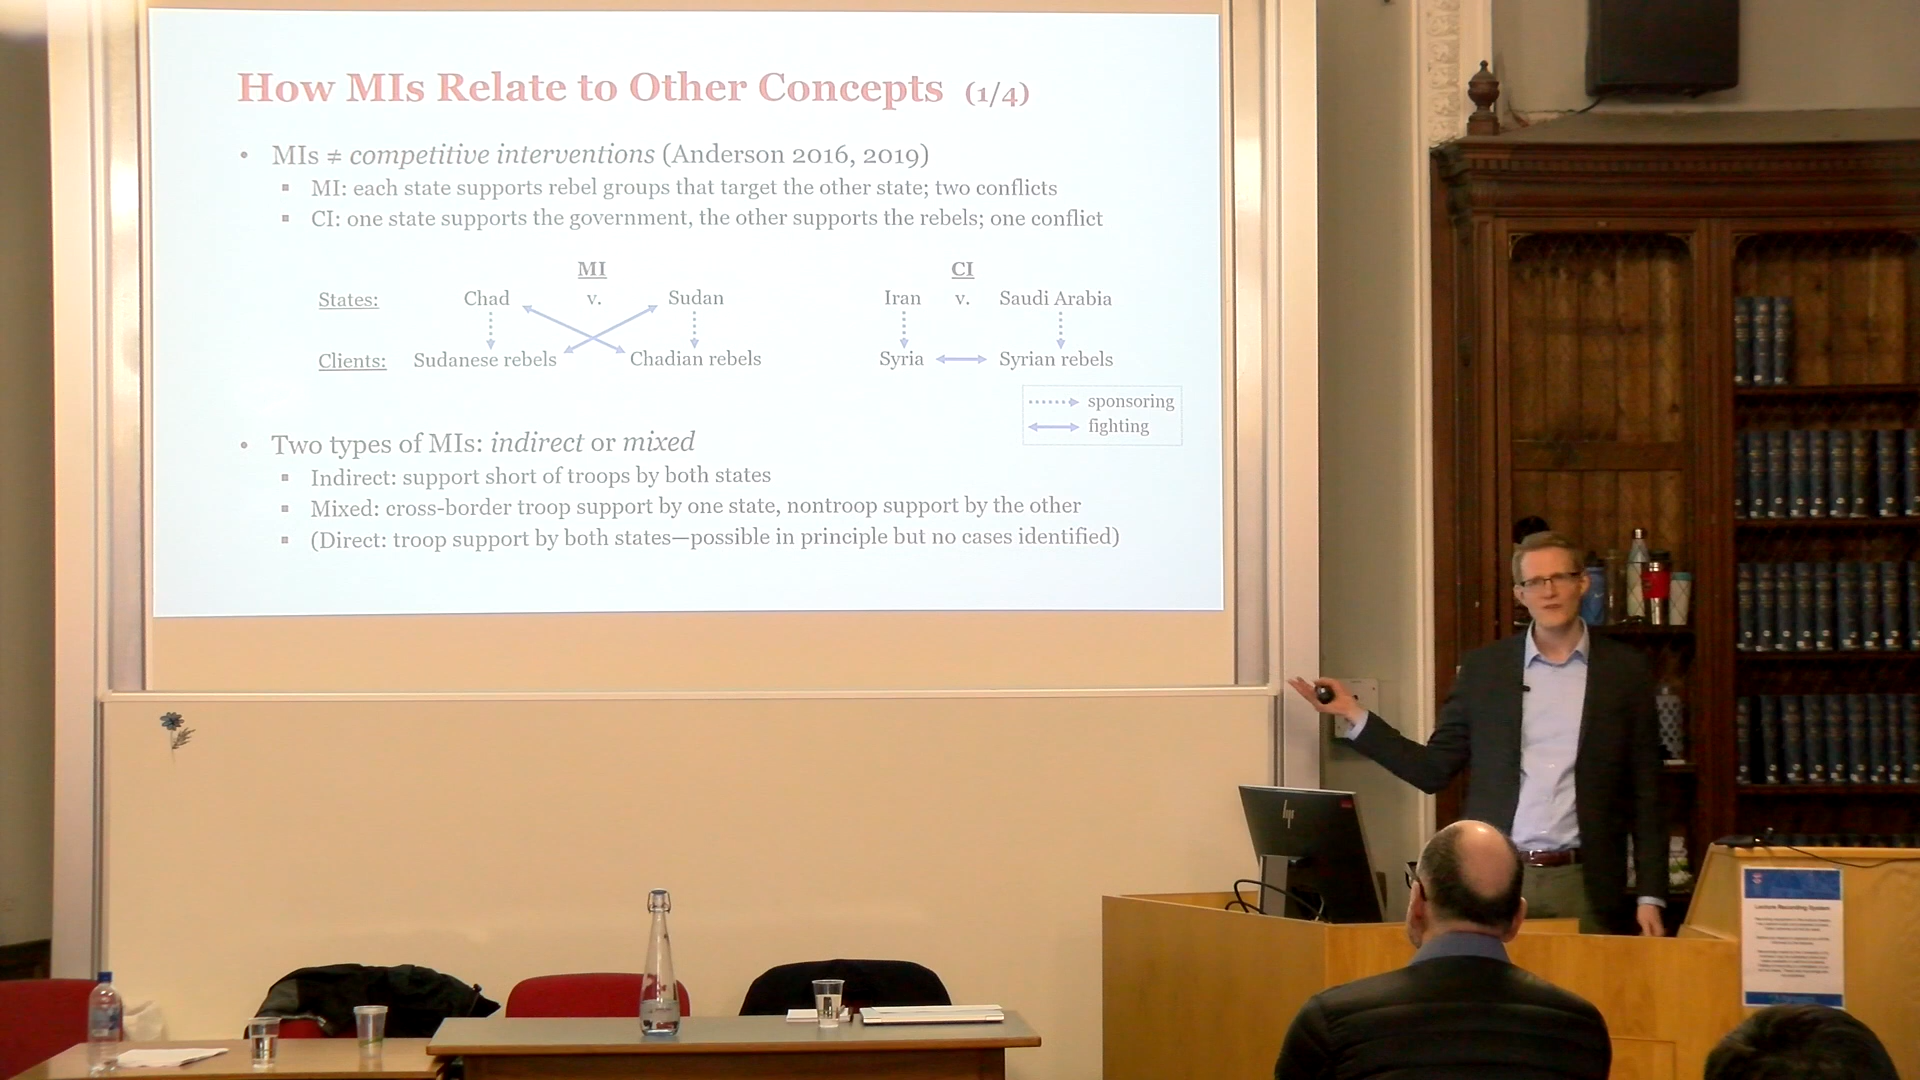 How MIs Relate to Other Concepts (1/4)
• MIs ≠ competitive interventions (Anderson 2016, 2019)
▪ MI: each state supports rebel groups that target the other state; two conflicts
▪ CI: one state supports the government, the other supports the rebels; one conflict
MI CI
States: Chad v. Sudan Iran v. Saudi Arabia
Clients: Sudanese rebels Chadian rebels Syria Syrian rebels
sponsoring
fighting
• Two types of MIs: indirect or mixed
▪ Indirect: support short of troops by both states
▪ Mixed: cross-border troop support by one state, nontroop support by the other
▪ (Direct: troop support by both states—possible in principle but no cases identified)
hp
Lecture Recording System